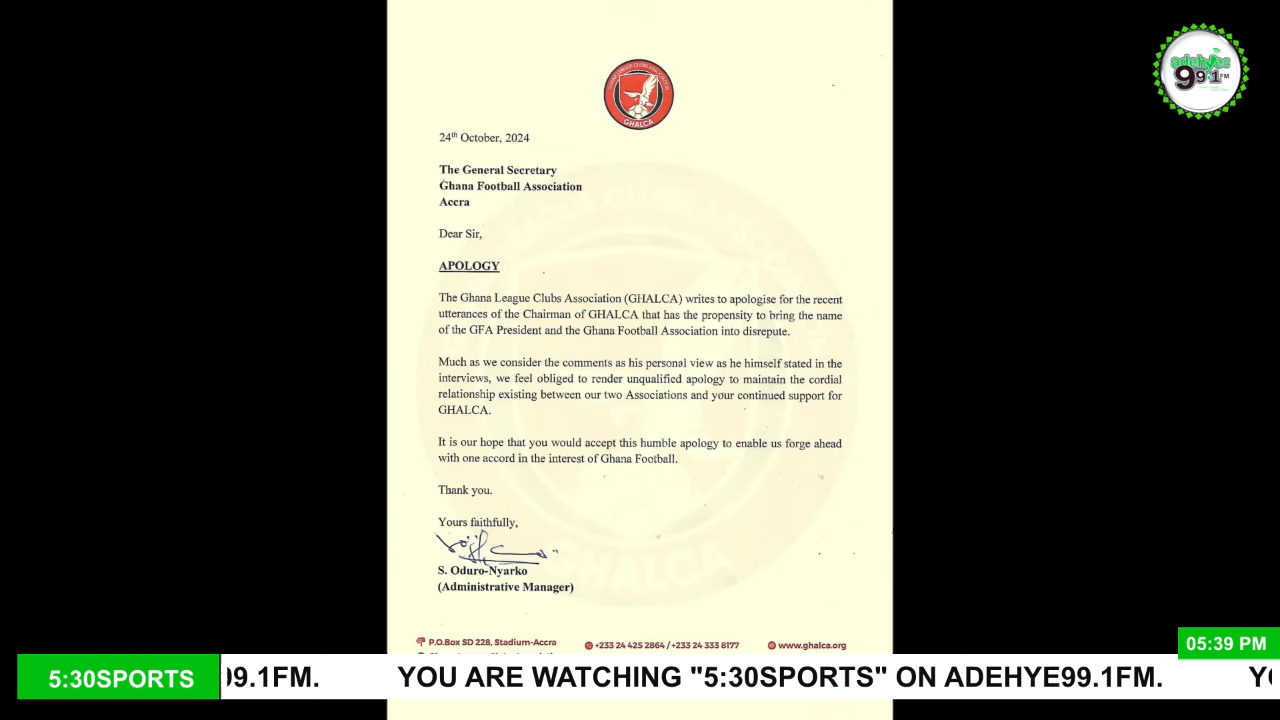 GHANA LEAGUE CLUBS ASSOCIATION
GHALCA
adehyee
99.1FM
24th October, 2024
The General Secretary
Ghana Football Association
Accra
Dear Sir,
APOLOGY
The Ghana League Clubs Association (GHALCA) writes to apologise for the recent
utterances of the Chairman of GHALCA that has the propensity to bring the name
of the GFA President and the Ghana Football Association into disrepute.
Much as we consider the comments as his personal view as he himself stated in the
interviews, we feel obliged to render unqualified apology to maintain the cordial
relationship existing between our two Associations and your continued support for
GHALCA.
It is our hope that you would accept this humble apology to enable us forge ahead
with one accord in the interest of Ghana Football.
Thank you.
Yours faithfully,
S. Oduro-Nyarko
(Administrative Manager)
P.O.Box SD 228, Stadium-Accra
+233 24 425 2864 / +233 24 333 8177
www.ghalca.org
05:39 PM
5:30SPORTS
99.1FM. YOU ARE WATCHING "5:30SPORTS" ON ADEHYE99.1FM.